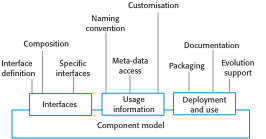 Customisation
Naming
convention
Documentation
Composition
Specific
interfaces
Meta-data
access
Packaging
Evolution
support
Interface
definition
Interfaces
Usage
information
Deployment
and use
Component model